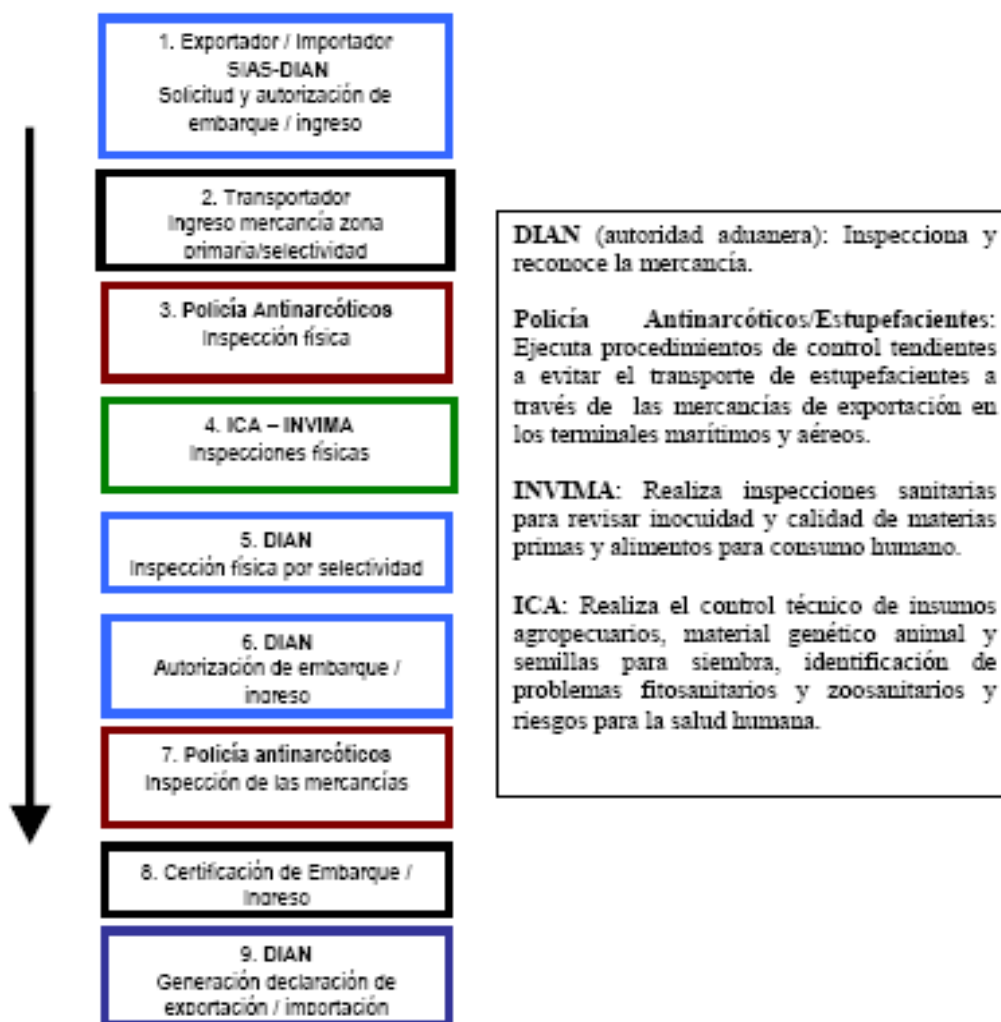 1. Exportador / Importador
SIAS-DIAN
Solicitud y autorización de
embarque / ingreso
2. Transportador
Ingreso mercancía zona
primaria/selectividad
3. Policía Antinarcóticos
Inspección física
4. ICA – INVIMA
Inspecciones físicas
5. DIAN
Inspección física por selectividad
6. DIAN
Autorización de embarque /
ingreso
7. Policía antinarcóticos
Inspección de las mercancías
8. Certificación de Embarque /
Ingreso
9. DIAN
Generación declaración de
exportación / importación
DIAN (autoridad aduanera): Inspecciona y
reconoce la mercancía.
Policía Antinarcóticos/Estupefacientes:
Ejecuta procedimientos de control tendientes
a evitar el transporte de estupefacientes a
través de las mercancías de exportación en
los terminales marítimos y aéreos.
INVIMA: Realiza inspecciones sanitarias
para revisar inocuidad y calidad de materias
primas y alimentos para consumo humano.
ICA: Realiza el control técnico de insumos
agropecuarios, material genético animal y
semillas para siembra, identificación de
problemas fitosanitarios y zoosanitarios y
riesgos para la salud humana.